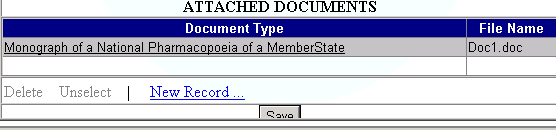 ATTACHED DOCUMENTS
Document Type File Name
Monograph of a National Pharmacopoeia of a MemberState Doc1.doc
Delete Unselect | New Record ...
Save